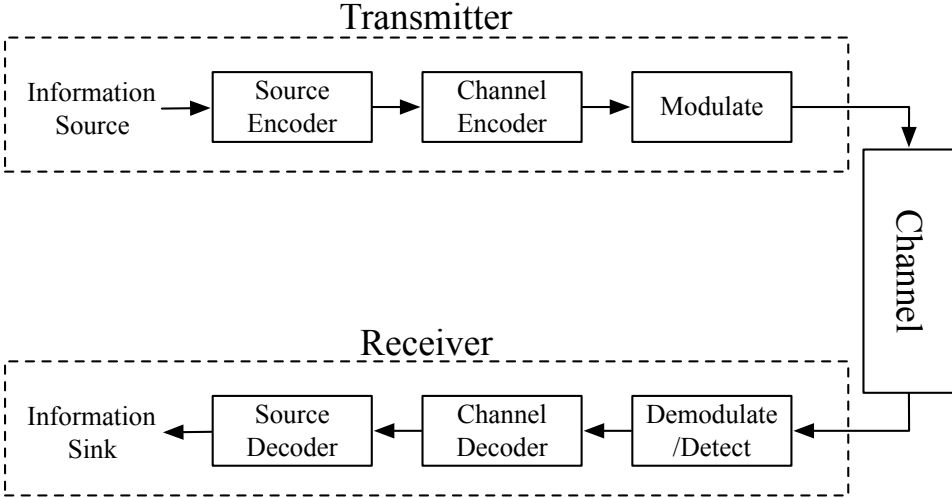 Transmitter
Information
Source
Source
Encoder
Channel
Encoder
Modulate
Channel
Receiver
Information
Sink
Source
Decoder
Channel
Decoder
Demodulate
/Detect